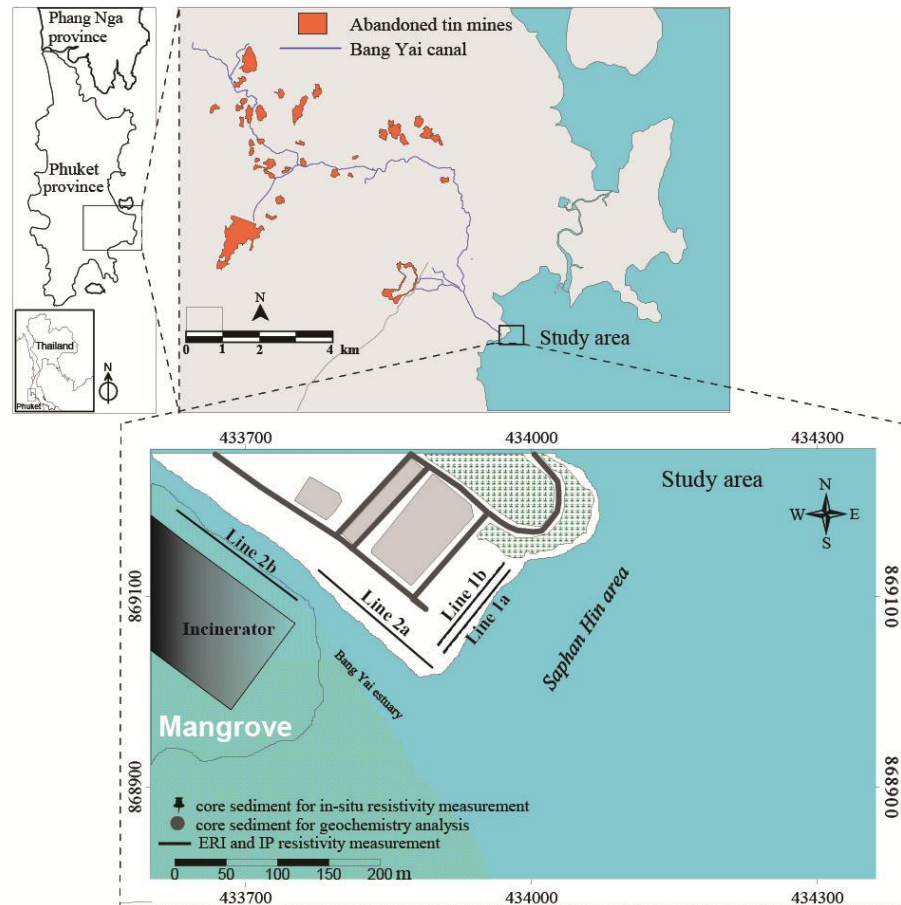 Phang Nga
province
Phuket
province
Thailand
Phuket
N
Abandoned tin mines
Bang Yai canal
N
0 1 2 4
km
Study area
433700 434000 434300
Study area
N
W E
S
869100
869100
Line 2b
Line 2a
Line 1b
Line 1a
Incinerator
Saphan Hin area
Bang Yai estuary
Mangrove
868900
868900
core sediment for in-situ resistivity measurement
core sediment for geochemistry analysis
ERI and IP resistivity measurement
0 50 100 150 200 m
433700 434000 434300